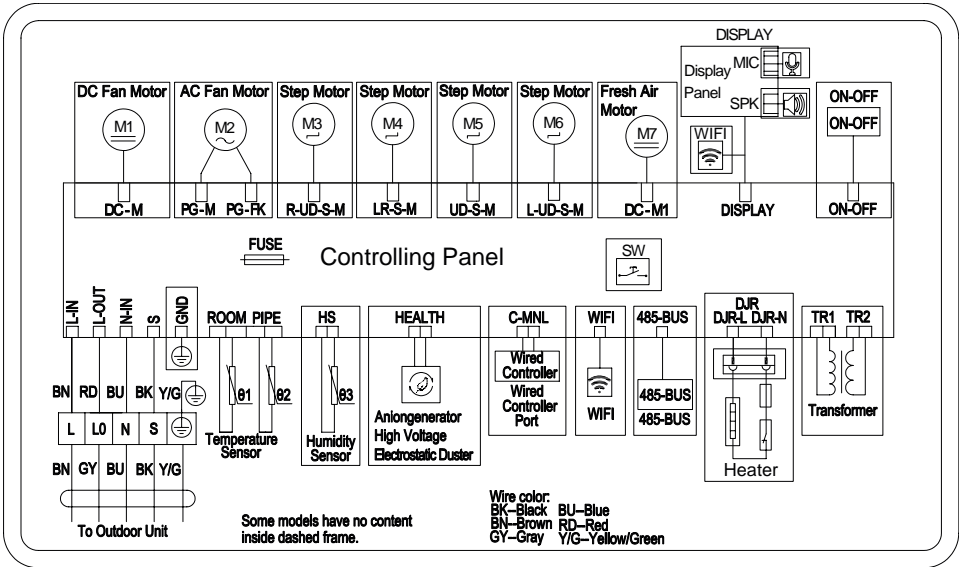 DISPLAY
Display
Panel
MIC
SPK
WIFI
DC Fan Motor
M1
DC-M
AC Fan Motor
M2
PG-M PG-FK
Step Motor
M3
R-UD-S-M
Step Motor
M4
LR-S-M
Step Motor
M5
UD-S-M
Step Motor
M6
L-UD-S-M
Fresh Air
Motor
M7
DC-M1
DISPLAY
ON-OFF
ON-OFF
ON-OFF
FUSE
Controlling Panel
SW
L-IN
L-OUT
N-IN
S
GND
BN RD BU BK Y/G
L L0 N S
BN GY BU BK Y/G
To Outdoor Unit
ROOM PIPE
θ1 θ2
Temperature
Sensor
HS
θ3
Humidity
Sensor
HEALTH
Aniongenerator
High Voltage
Electrostatic Duster
C-MNL
Wired
Controller
Wired
Controller
Port
WIFI
WIFI
485-BUS
485-BUS
485-BUS
DJR
DJR-L DJR-N
Heater
TR1 TR2
Transformer
Some models have no content
inside dashed frame.
Wire color:
BK--Black BU--Blue
BN--Brown RD--Red
GY--Gray Y/G--Yellow/Green